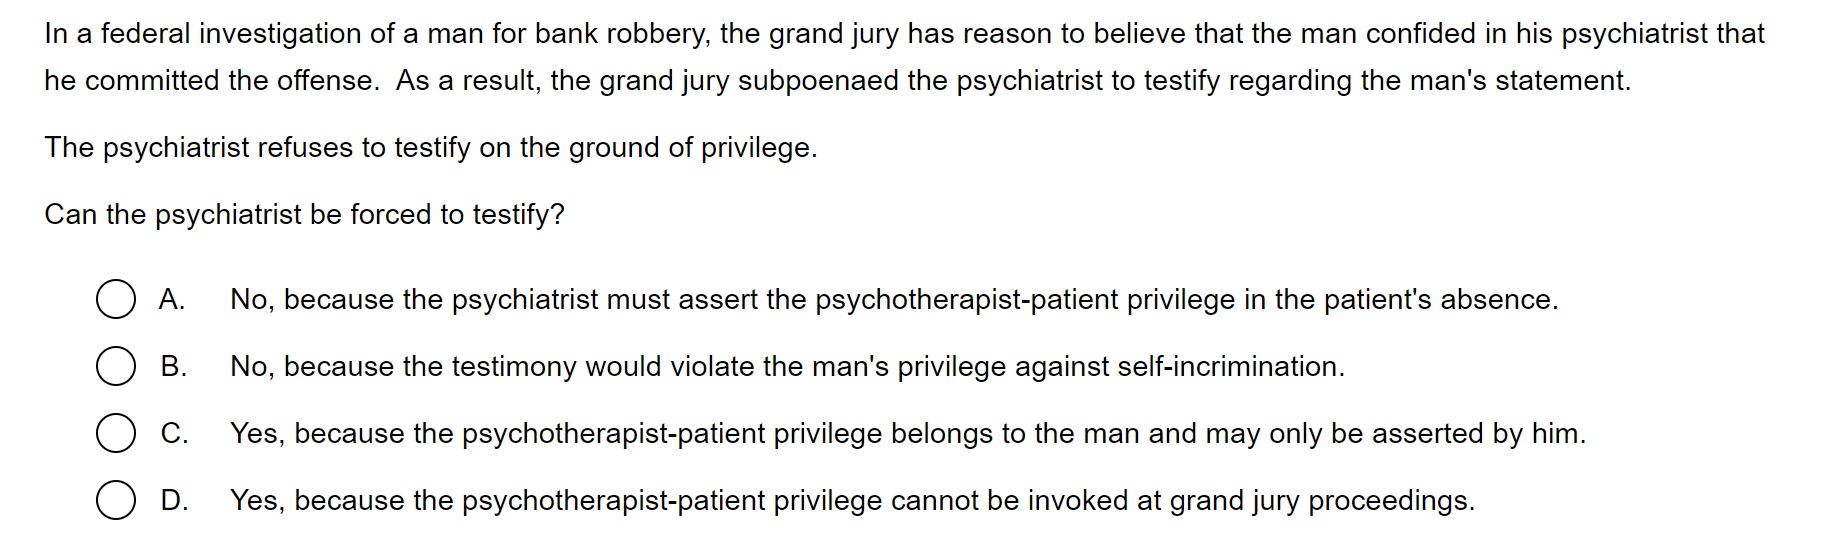 In a federal investigation of a man for bank robbery, the grand jury has reason to believe that the man confided in his psychiatrist that
he committed the offense.  As a result, the grand jury subpoenaed the psychiatrist to testify regarding the man's statement.
The psychiatrist refuses to testify on the ground of privilege.
Can the psychiatrist be forced to testify?
A. No, because the psychiatrist must assert the psychotherapist-patient privilege in the patient's absence.
B. No, because the testimony would violate the man's privilege against self-incrimination.
C. Yes, because the psychotherapist-patient privilege belongs to the man and may only be asserted by him.
D. Yes, because the psychotherapist-patient privilege cannot be invoked at grand jury proceedings.